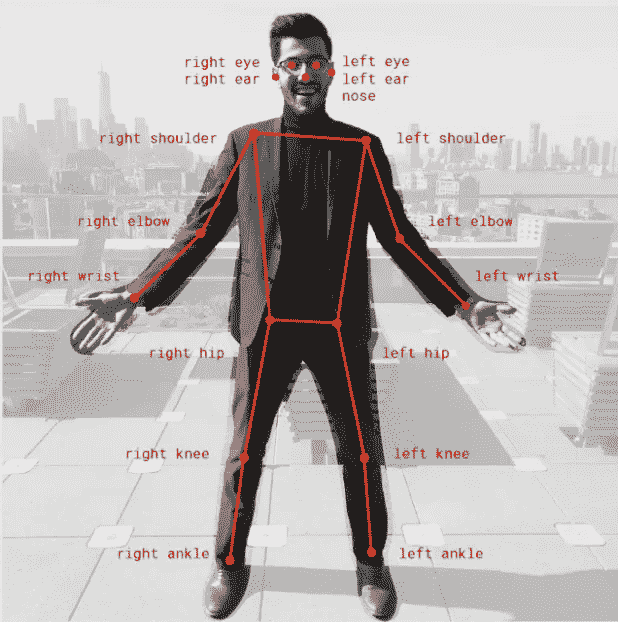 right eye
left eye
right ear
left ear
nose
right shoulder
left shoulder
right elbow
left elbow
right wrist
left wrist
right hip
left hip
right knee
left knee
right ankle
left ankle